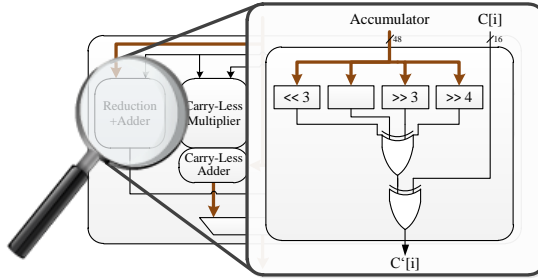 Accumulator
C[i]
48
16
<< 3
>> 3
>> 4
Reduction
+Adder
Carry-Less
Multiplier
Carry-Less
Adder
C‘[i]